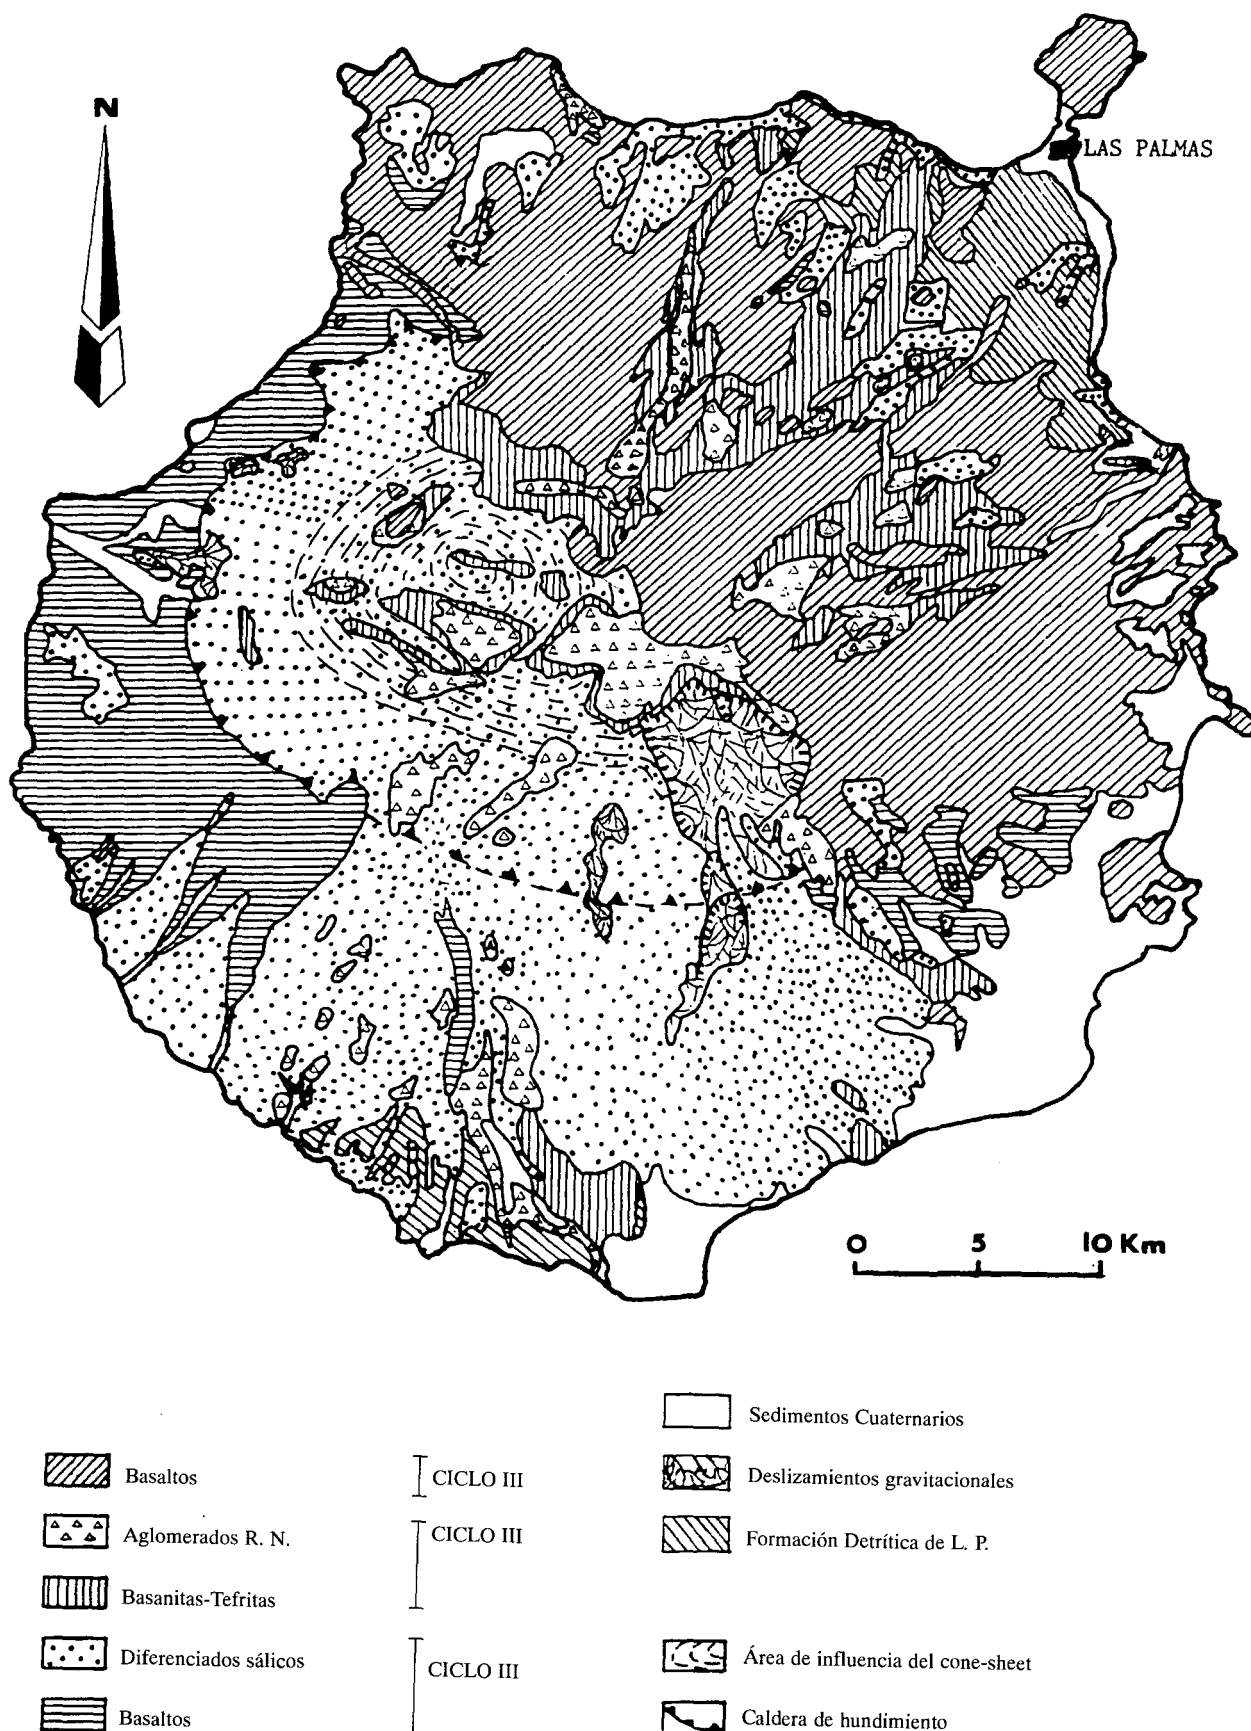 N
LAS PALMAS
0 5 10 Km
Sedimentos Cuaternarios
Basaltos
CICLO III
Deslizamientos gravitacionales
Aglomerados R. N.
CICLO III
Formación Detrítica de L. P.
Basanitas-Tefritas
Diferenciados sálicos
CICLO III
Área de influencia del cone-sheet
Basaltos
Caldera de hundimiento